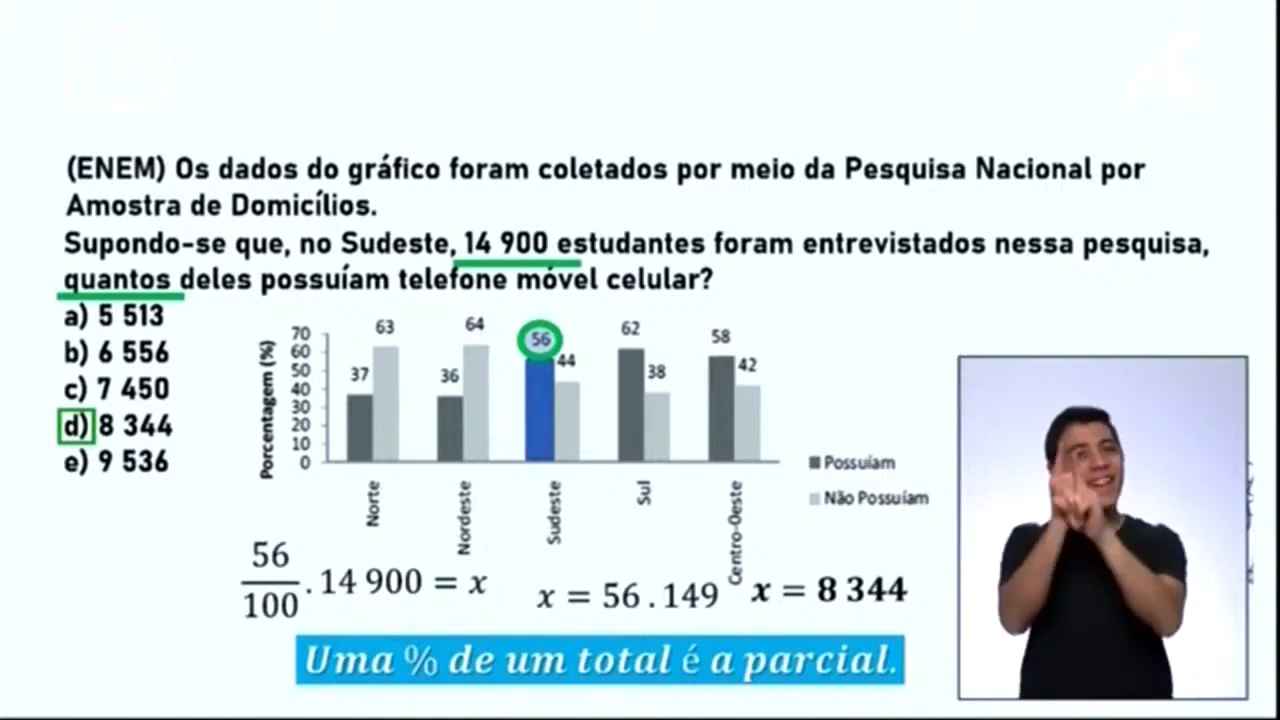 (ENEM) Os dados do gráfico foram coletados por meio da Pesquisa Nacional por
Amostra de Domicílios.
Supondo-se que, no Sudeste, 14 900 estudantes foram entrevistados nessa pesquisa,
quantos deles possuíam telefone móvel celular?
a) 5 513
b) 6 556
c) 7 450
d) 8 344
e) 9 536
Porcentagem (%)
70
60
50
40
30
20
10
0
37 63
36 64
56 44
62 38
58 42
Norte
Nordeste
Sudeste
Sul
Centro-Oeste
Possuíam
Não Possuíam
56/100 . 14 900 = x
x = 56 . 149
x = 8 344
Uma % de um total é a parcial.